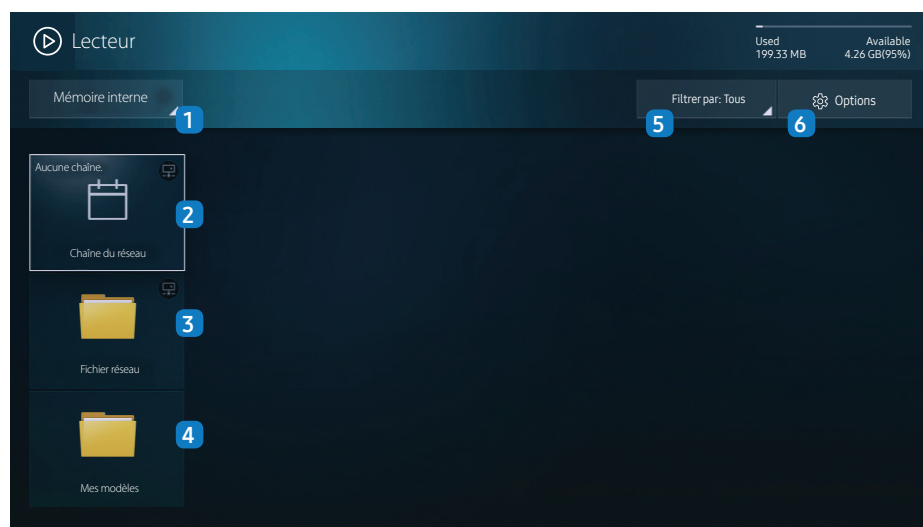 Lecteur
Used Available
199.33 MB 4.26 GB(95%)
Mémoire interne
1
Filtrer par: Tous
5
Options
6
Aucune chaîne.
2
Chaîne du réseau
3
Fichier réseau
4
Mes modèles